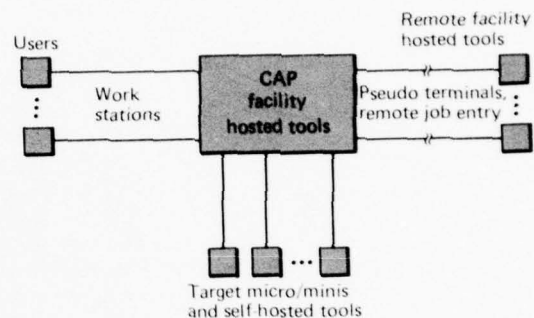 Users
Work
stations
CAP
facility
hosted tools
Remote facility
hosted tools
Pseudo terminals,
remote job entry
Target micro/minis
and self-hosted tools